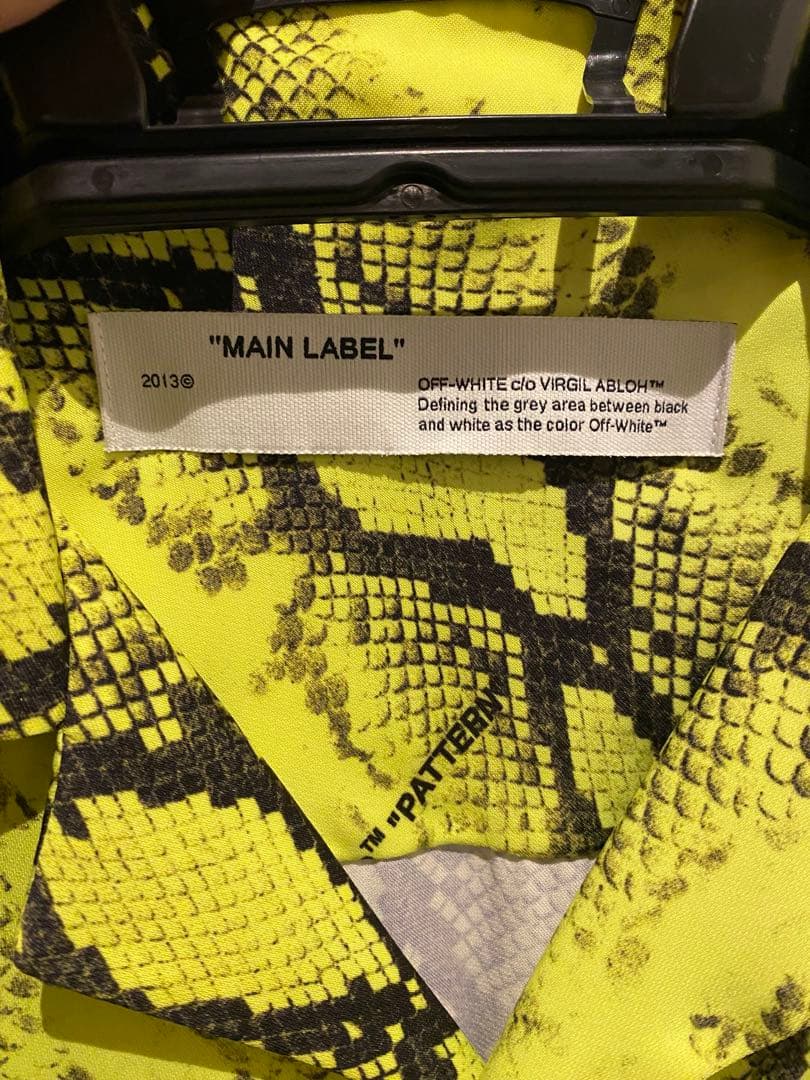 "MAIN LABEL"
2013©
OFF-WHITE c/o VIRGIL ABLOH™
Defining the grey area between black
and white as the color Off-White™
™ "PATTERN"